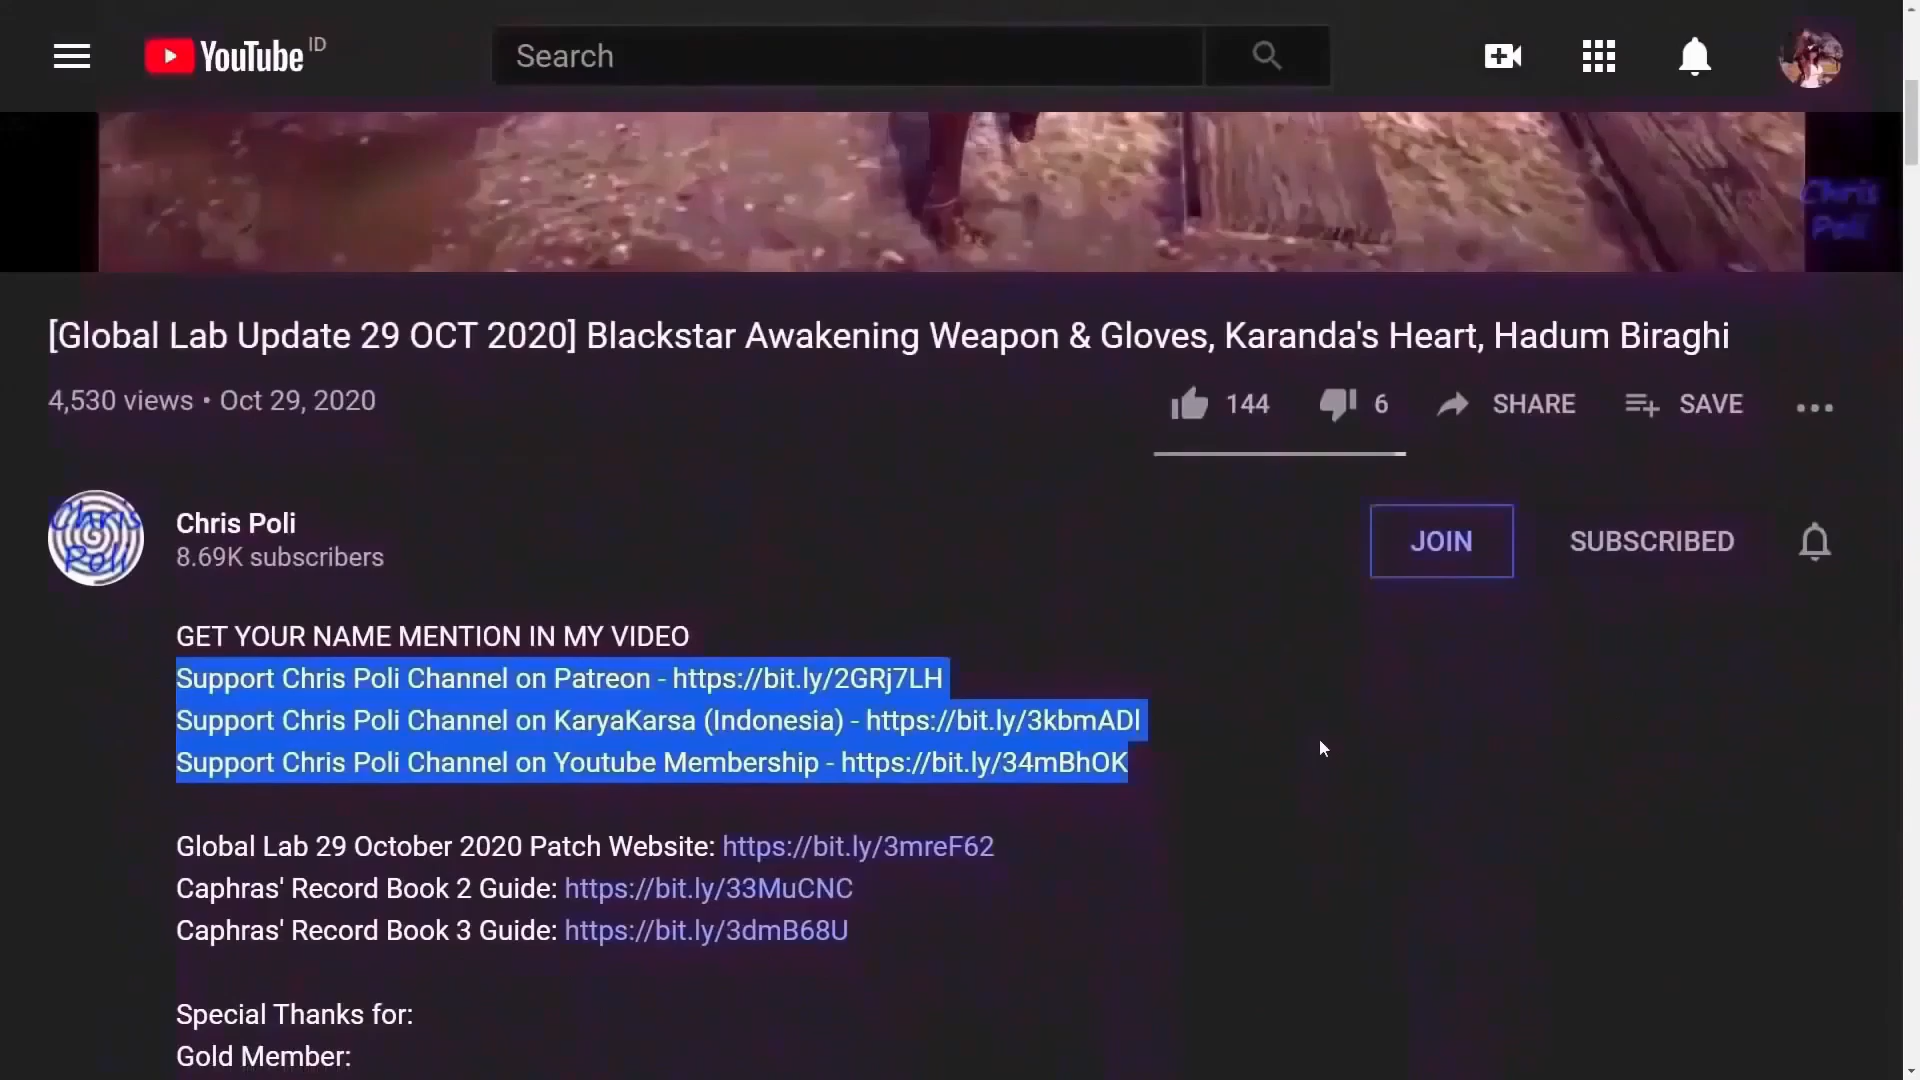 YouTube ID
Search
Chris
Poli
[Global Lab Update 29 OCT 2020] Blackstar Awakening Weapon & Gloves, Karanda's Heart, Hadum Biraghi
4,530 views • Oct 29, 2020
144
6
SHARE
SAVE
Chris
Poli
Chris Poli
8.69K subscribers
JOIN
SUBSCRIBED
GET YOUR NAME MENTION IN MY VIDEO
Support Chris Poli Channel on Patreon - https://bit.ly/2GRj7LH
Support Chris Poli Channel on KaryaKarsa (Indonesia) - https://bit.ly/3kbmADl
Support Chris Poli Channel on Youtube Membership - https://bit.ly/34mBhOK
Global Lab 29 October 2020 Patch Website: https://bit.ly/3mreF62
Caphras' Record Book 2 Guide: https://bit.ly/33MuCNC
Caphras' Record Book 3 Guide: https://bit.ly/3dmB68U
Special Thanks for:
Gold Member: